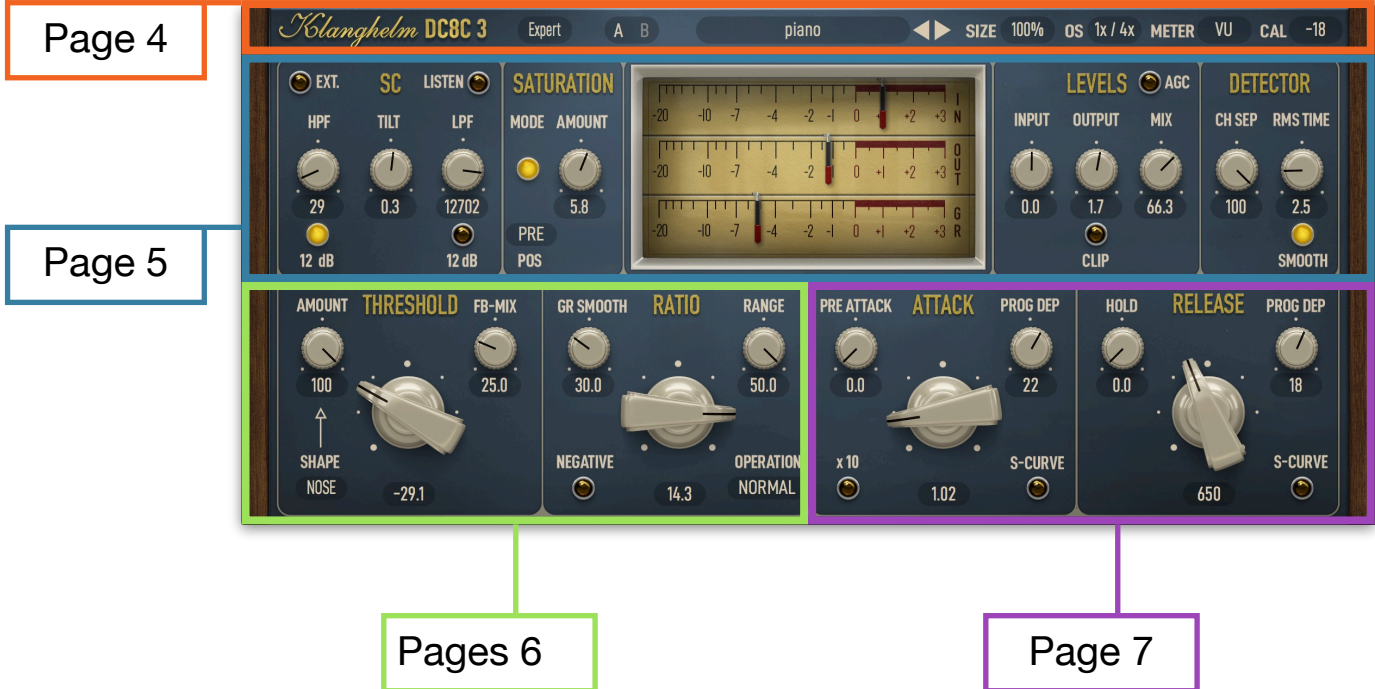 Page 4
Klanghelm DC8C 3 Expert A B piano SIZE 100% OS 1x / 4x METER VU CAL -18
Page 5
EXT. SC LISTEN SATURATION LEVELS AGC DETECTOR
HPF TILT LPF MODE AMOUNT INPUT OUTPUT MIX CH SEP RMS TIME
-20 -10 -7 -4 -2 -1 0 +2 +3 IN
-20 -10 -7 -4 -2 0 +1 +2 +3 OUT
-20 -10 -7 -4 -2 -1 0 +1 +2 +3 GR
29 0.3 12702 5.8 0.0 1.7 66.3 100 2.5
PRE
12 dB 12 dB POS CLIP SMOOTH
AMOUNT THRESHOLD FB-MIX GR SMOOTH RATIO RANGE PRE ATTACK ATTACK PROG DEP HOLD RELEASE PROG DEP
100 25.0 30.0 50.0 0.0 22 0.0 18
SHAPE NEGATIVE OPERATION x 10 S-CURVE S-CURVE
NOSE -29.1 14.3 NORMAL 1.02 650
Pages 6
Page 7